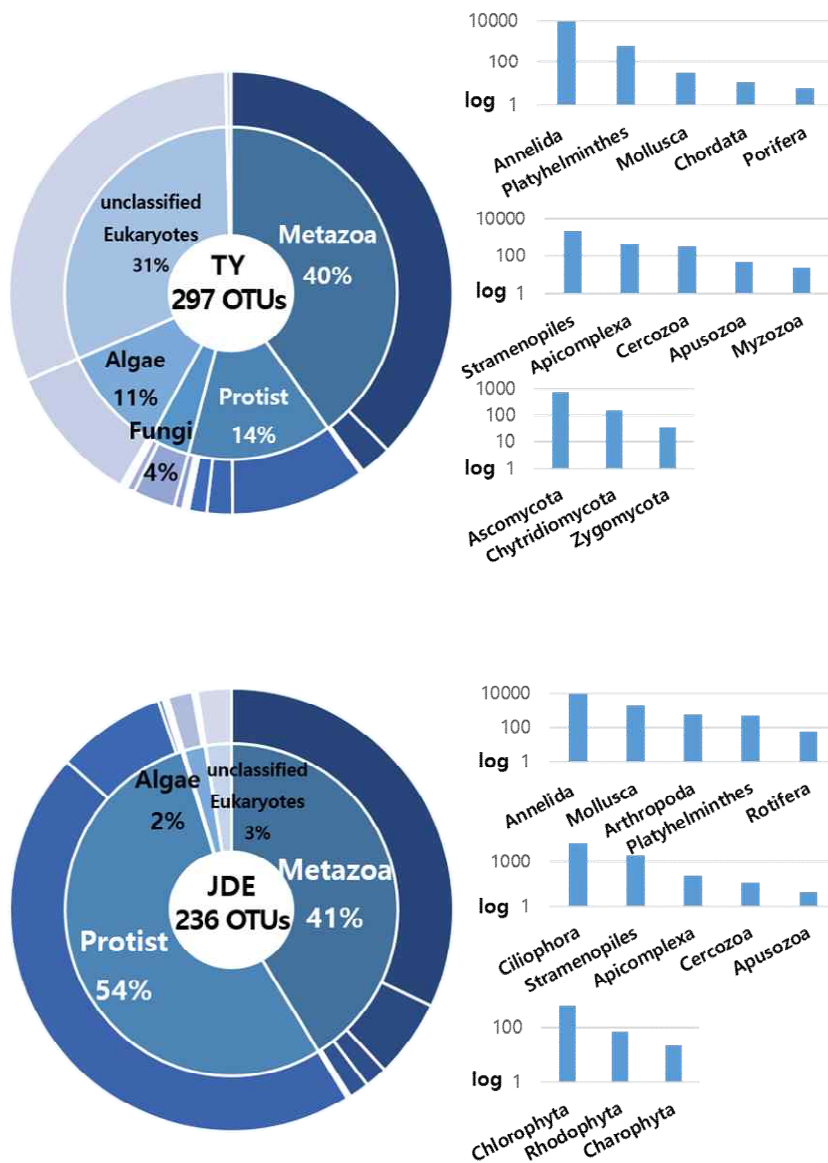 unclassified
Eukaryotes
31%
Metazoa
40%
TY
297 OTUs
Algae
11%
Protist
14%
Fungi
4%
10000
100
log 1
Annelida
Platyhelminthes
Mollusca
Chordata
Porifera
10000
100
log 1
Stramenopiles
Apicomplexa
Cercozoa
Apusozoa
Myzozoa
1000
100
10
log 1
Ascomycota
Chytridiomycota
Zygomycota
Algae
2%
unclassified
Eukaryotes
3%
Metazoa
41%
JDE
236 OTUs
Protist
54%
10000
100
log 1
Annelida
Mollusca
Arthropoda
Platyhelminthes
Rotifera
1000
log 1
Ciliophora
Stramenopiles
Apicomplexa
Cercozoa
Apusozoa
100
log 1
Chlorophyta
Rhodophyta
Charophyta